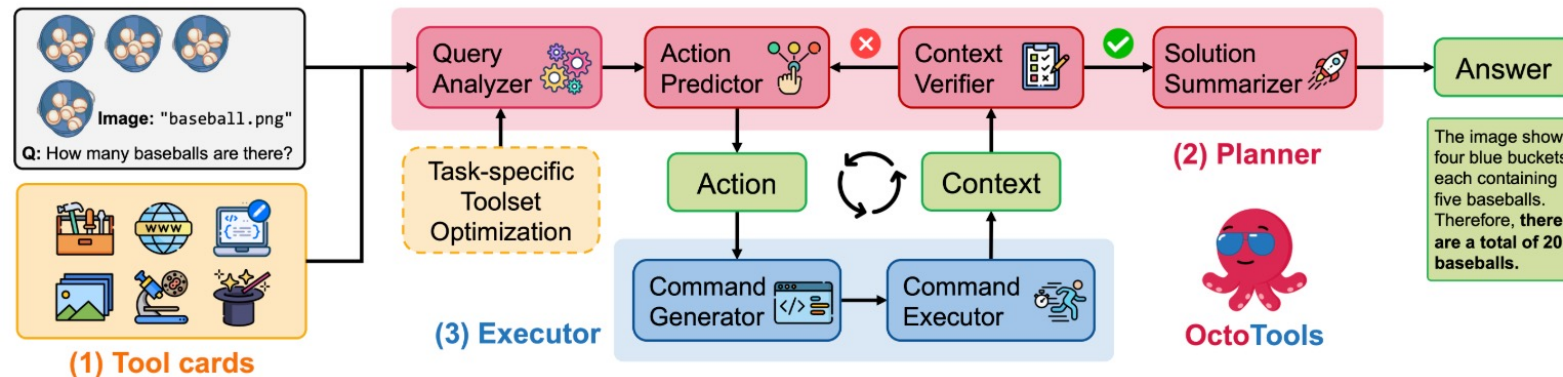 Image: "baseball.png"
Q: How many baseballs are there?
WWW
(1) Tool cards
Query
Analyzer
Action
Predictor
Context
Verifier
Solution
Summarizer
(2) Planner
Task-specific
Toolset
Optimization
Action
Context
Command
Generator
Command
Executor
(3) Executor
OctoTools
Answer
The image show
four blue buckets
each containing
five baseballs.
Therefore, there
are a total of 20
baseballs.